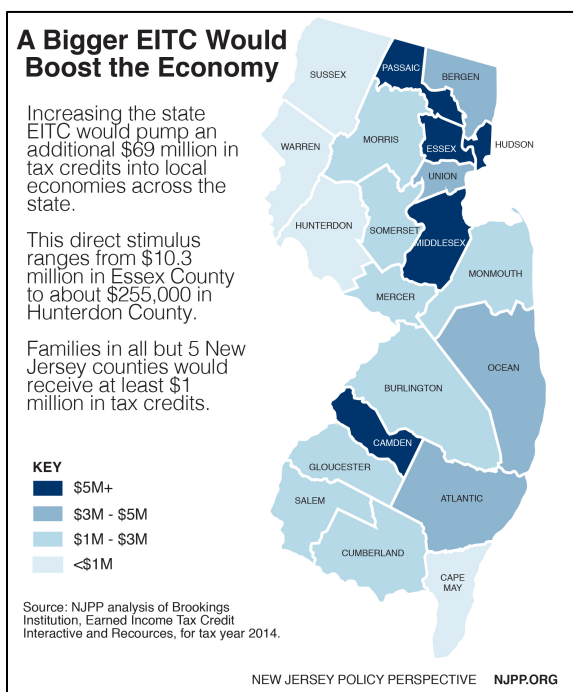 A Bigger EITC Would
Boost the Economy
Increasing the state
EITC would pump an
additional $69 million in
tax credits into local
economies across the
state.
This direct stimulus
ranges from $10.3
million in Essex County
to about $255,000 in
Hunterdon County.
Families in all but 5 New
Jersey counties would
receive at least $1
million in tax credits.
SUSSEX
PASSAIC
BERGEN
WARREN
MORRIS
ESSEX
HUDSON
UNION
HUNTERDON
SOMERSET
MIDDLESEX
MERCER
MONMOUTH
OCEAN
BURLINGTON
CAMDEN
GLOUCESTER
SALEM
ATLANTIC
CUMBERLAND
CAPE
MAY
KEY
$5M+
$3M - $5M
$1M - $3M
<$1M
Source: NJPP analysis of Brookings
Institution, Earned Income Tax Credit
Interactive and Recources, for tax year 2014.
NEW JERSEY POLICY PERSPECTIVE NJPP.ORG